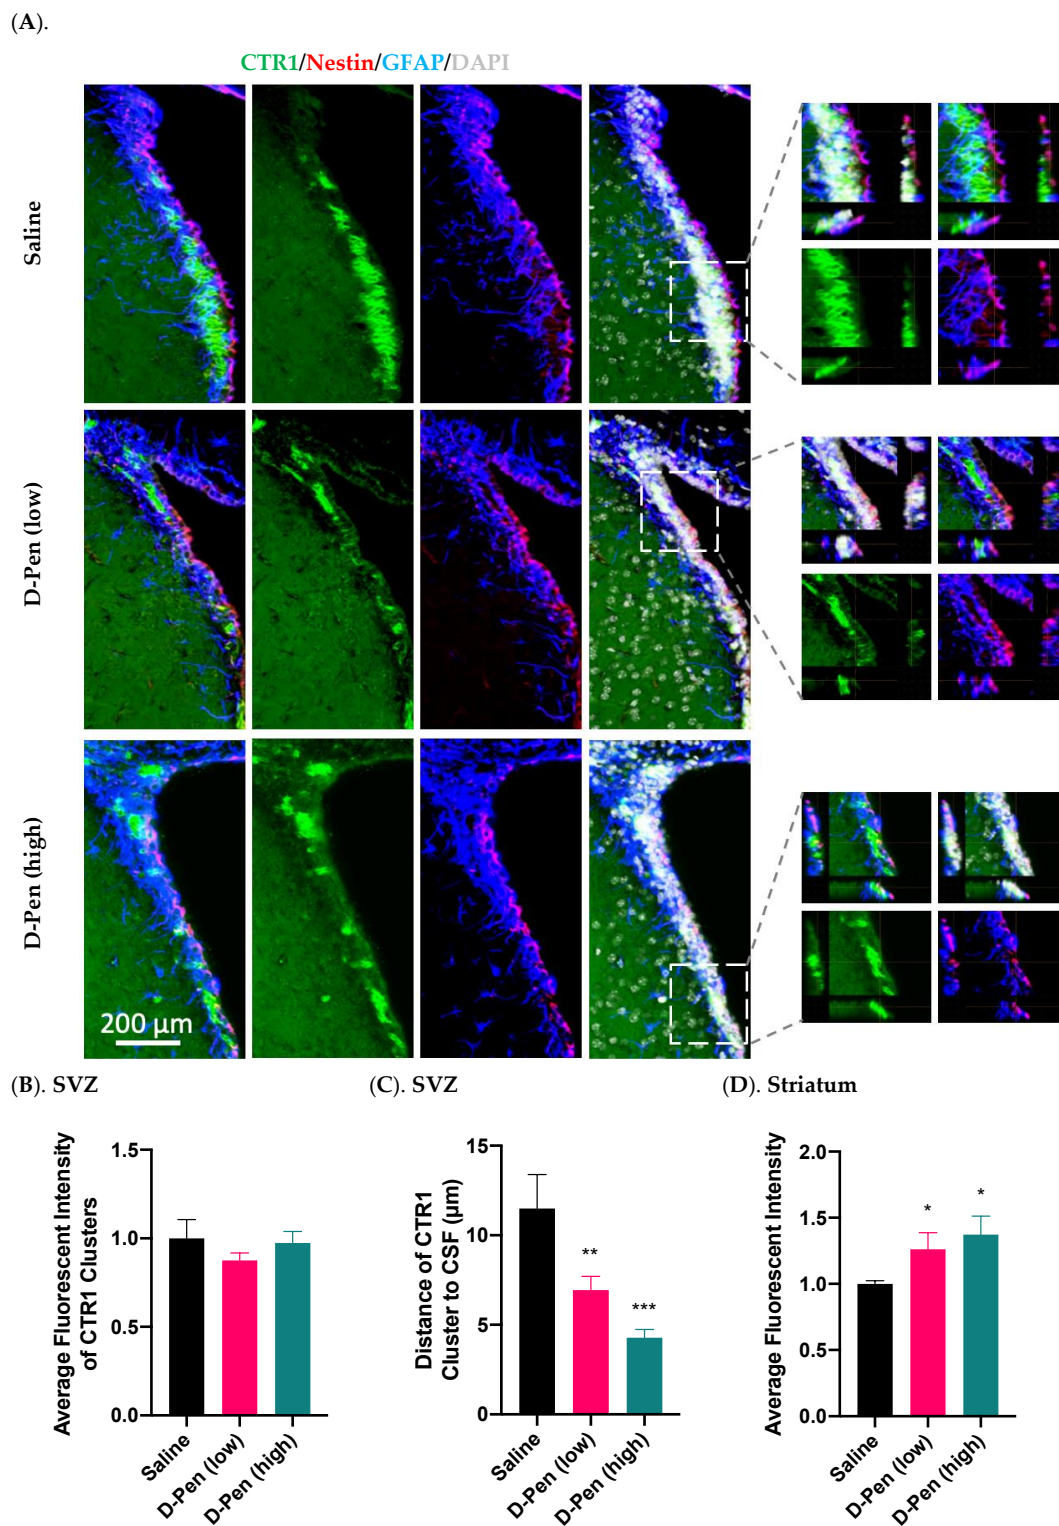 (A).
CTR1/Nestin/GFAP/DAPI
Saline
D-Pen (low)
D-Pen (high)
200 µm
(B). SVZ
(C). SVZ
(D). Striatum
Average Fluorescent Intensity
of CTR1 Clusters
1.5
1.0
0.5
0.0
Saline
D-Pen (low)
D-Pen (high)
Distance of CTR1
Cluster to CSF (µm)
15
10
5
0
**
***
Saline
D-Pen (low)
D-Pen (high)
Average Fluorescent Intensity
2.0
1.5
1.0
0.5
0.0
*
*
Saline
D-Pen (low)
D-Pen (high)